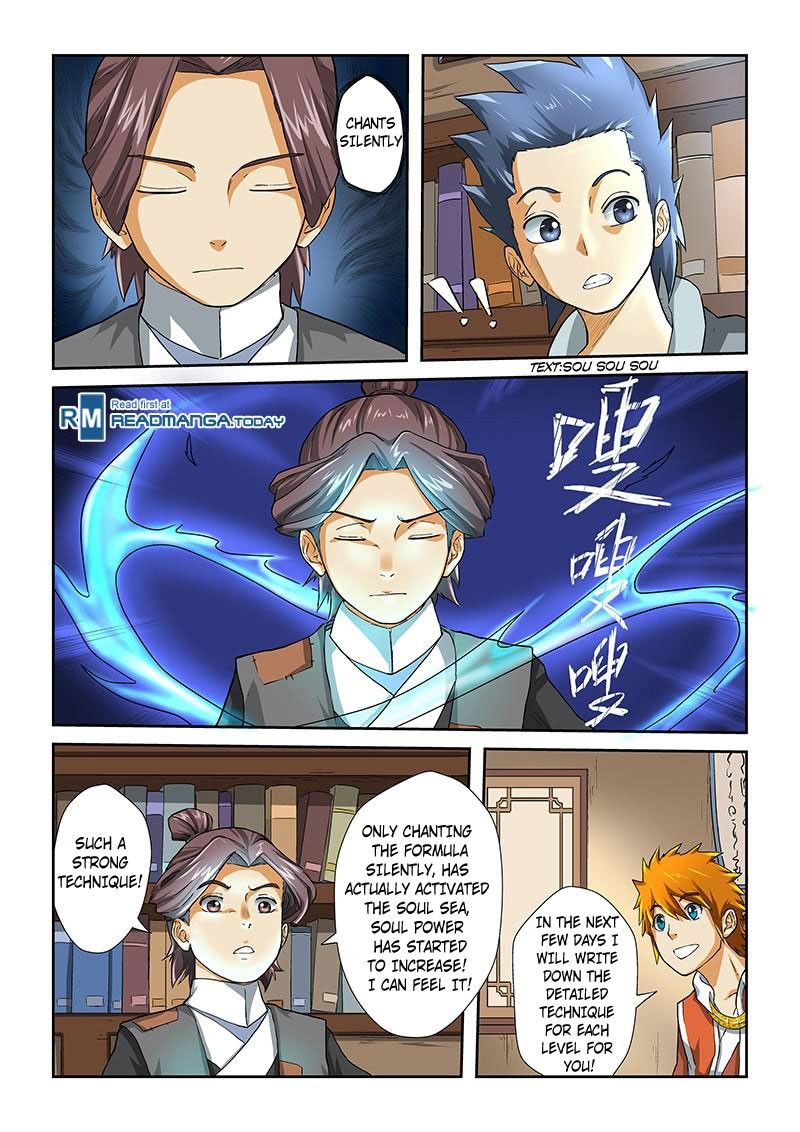 CHANTS
SILENTLY
!!
TEXT:SOU SOU SOU
RM
Read first at
READMANGA.TODAY
嗖
嗖
嗖
SUCH A
STRONG
TECHNIQUE!
ONLY CHANTING
THE FORMULA
SILENTLY, HAS
ACTUALLY ACTIVATED
THE SOUL SEA,
SOUL POWER
HAS STARTED
TO INCREASE!
I CAN FEEL IT!
IN THE NEXT
FEW DAYS I
WILL WRITE
DOWN THE
DETAILED
TECHNIQUE
FOR EACH
LEVEL FOR
YOU!